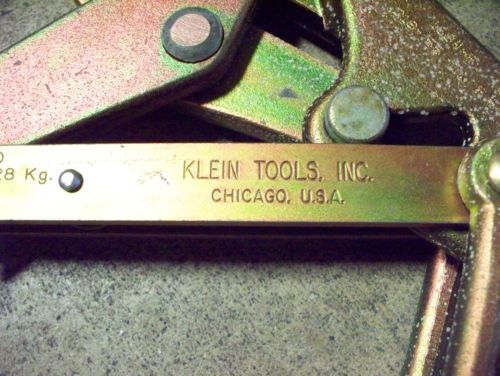 28 Kg.
KLEIN TOOLS, INC.
CHICAGO, U.S.A.